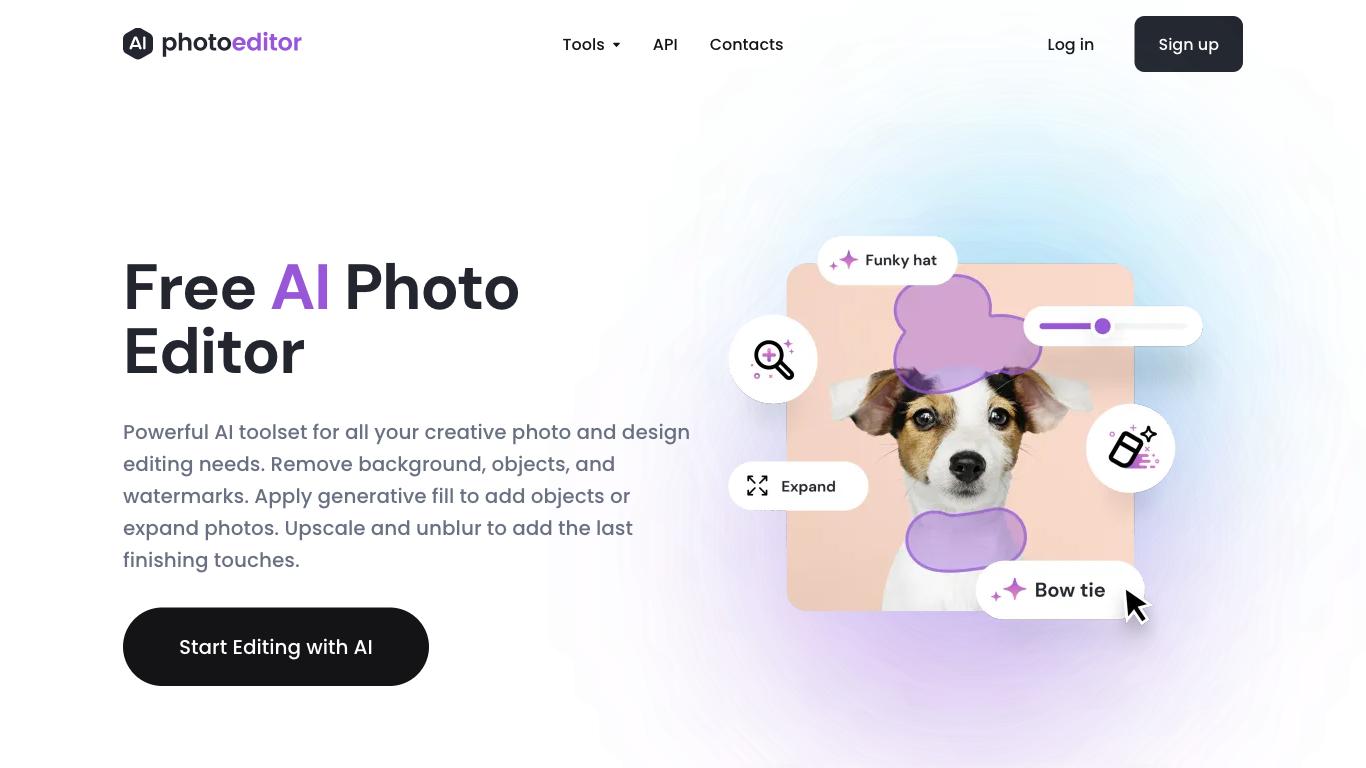 AI photoeditor
Tools
API
Contacts
Log in
Sign up
Free AI Photo
Editor
Powerful AI toolset for all your creative photo and design
editing needs. Remove background, objects, and
watermarks. Apply generative fill to add objects or
expand photos. Upscale and unblur to add the last
finishing touches.
Start Editing with AI
Funky hat
Expand
Bow tie